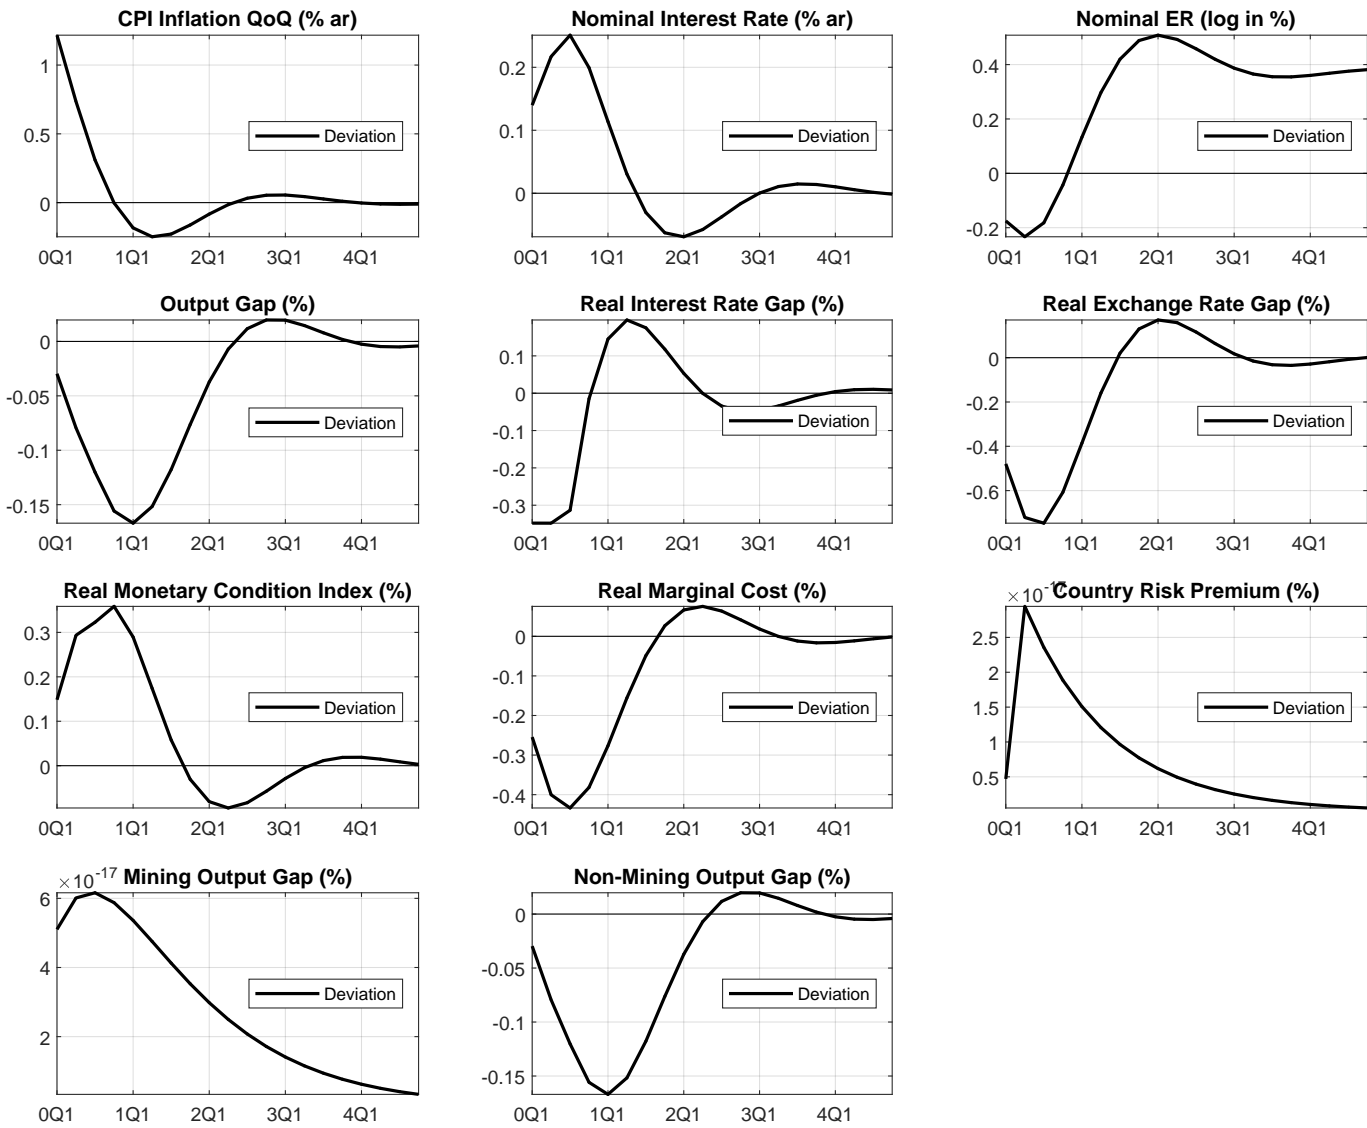 CPI Inflation QoQ (% ar)
1
0.5
0
Deviation
0Q1 1Q1 2Q1 3Q1 4Q1
Nominal Interest Rate (% ar)
0.2
0.1
0
Deviation
0Q1 1Q1 2Q1 3Q1 4Q1
Nominal ER (log in %)
0.4
0.2
0
-0.2
Deviation
0Q1 1Q1 2Q1 3Q1 4Q1
Output Gap (%)
0
-0.05
-0.1
-0.15
Deviation
0Q1 1Q1 2Q1 3Q1 4Q1
Real Interest Rate Gap (%)
0.1
0
-0.1
-0.2
-0.3
Deviation
0Q1 1Q1 2Q1 3Q1 4Q1
Real Exchange Rate Gap (%)
0
-0.2
-0.4
-0.6
Deviation
0Q1 1Q1 2Q1 3Q1 4Q1
Real Monetary Condition Index (%)
0.3
0.2
0.1
0
Deviation
0Q1 1Q1 2Q1 3Q1 4Q1
Real Marginal Cost (%)
0
-0.1
-0.2
-0.3
-0.4
Deviation
0Q1 1Q1 2Q1 3Q1 4Q1
×10⁻¹⁷
Country Risk Premium (%)
2.5
2
1.5
1
0.5
Deviation
0Q1 1Q1 2Q1 3Q1 4Q1
×10⁻¹⁷
Mining Output Gap (%)
6
4
2
Deviation
0Q1 1Q1 2Q1 3Q1 4Q1
Non-Mining Output Gap (%)
0
-0.05
-0.1
-0.15
Deviation
0Q1 1Q1 2Q1 3Q1 4Q1